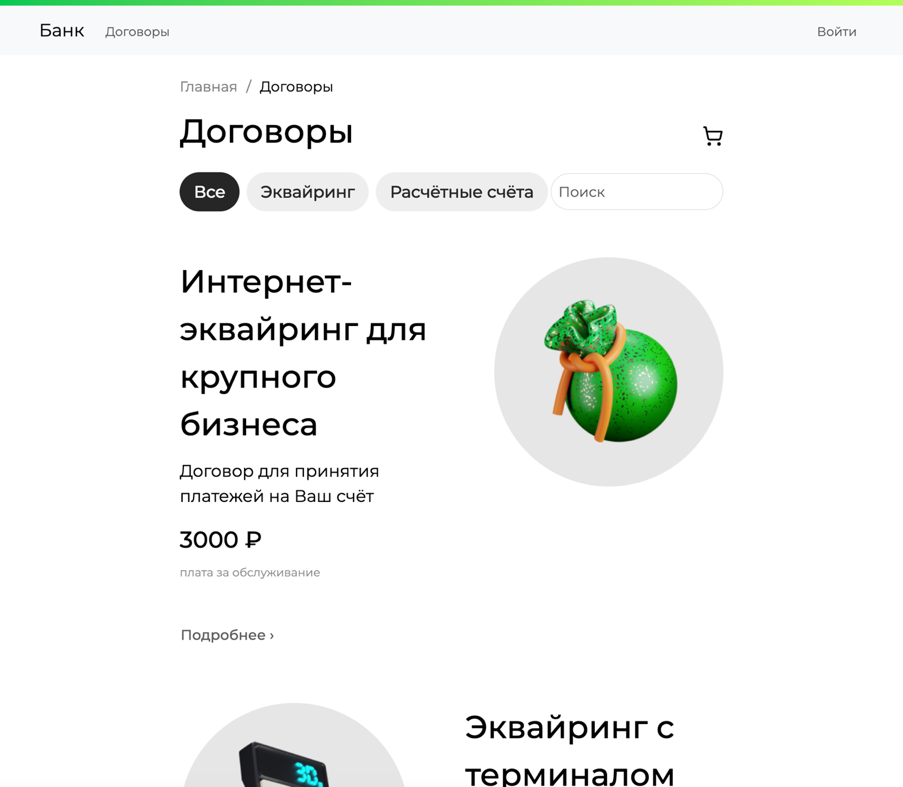 Банк Договоры Войти
Главная / Договоры
Договоры
Все Эквайринг Расчётные счёта Поиск
Интернет-
эквайринг для
крупного
бизнеса
Договор для принятия
платежей на Ваш счёт
3000 ₽
плата за обслуживание
Подробнее ›
30
Эквайринг с
терминалом